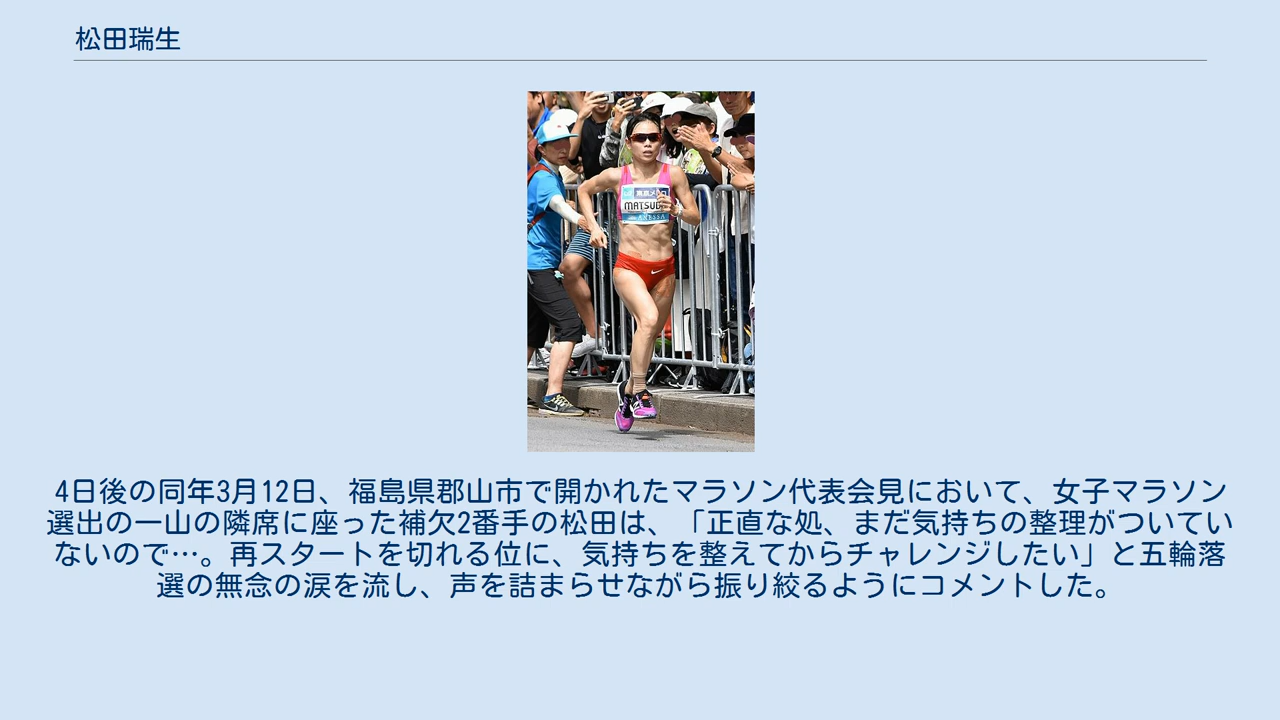 松田瑞生
MATSUDA
4日後の同年3月12日、福島県郡山市で開かれたマラソン代表会見において、女子マラソン
選出の一山の隣席に座った補欠2番手の松田は、「正直な処、まだ気持ちの整理がついてい
ないので…。再スタートを切れる位に、気持ちを整えてからチャレンジしたい」と五輪落
選の無念の涙を流し、声を詰まらせながら振り絞るようにコメントした。